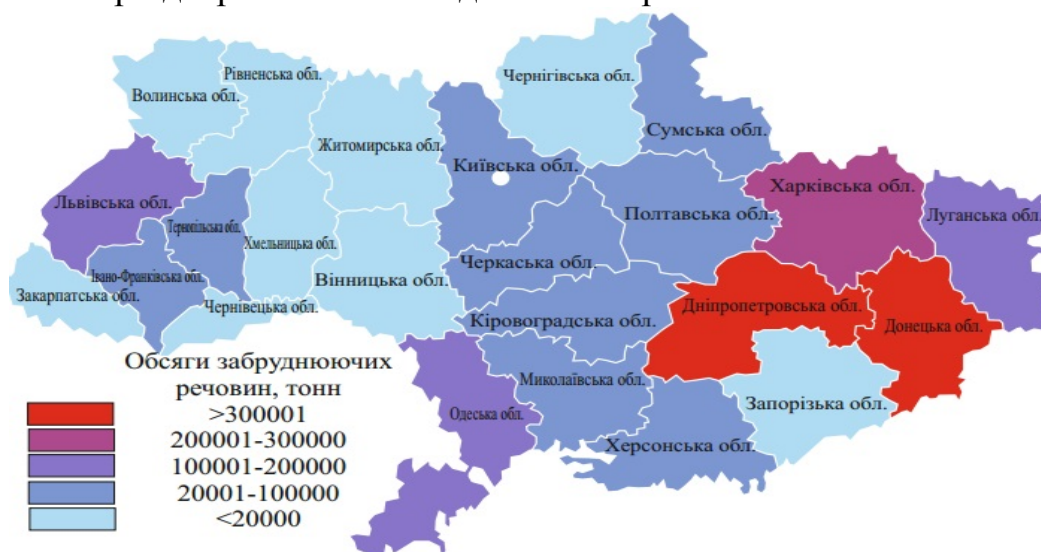 Чернігівська обл.
Рівненська обл.
Волинська обл.
Сумська обл.
Житомирська обл.
Київська обл.
Харківська обл.
Львівська обл.
Полтавська обл.
Луганська обл.
Тернопільська обл.
Хмельницька обл.
Черкаська обл.
Івано-Франківська обл.
Вінницька обл.
Закарпатська обл.
Чернівецька обл.
Дніпропетровська обл.
Кіровоградська обл.
Донецька обл.
Миколаївська обл.
Запорізька обл.
Одеська обл.
Херсонська обл.
Обсяги забруднюючих
речовин, тонн
>300001
200001-300000
100001-200000
20001-100000
<20000